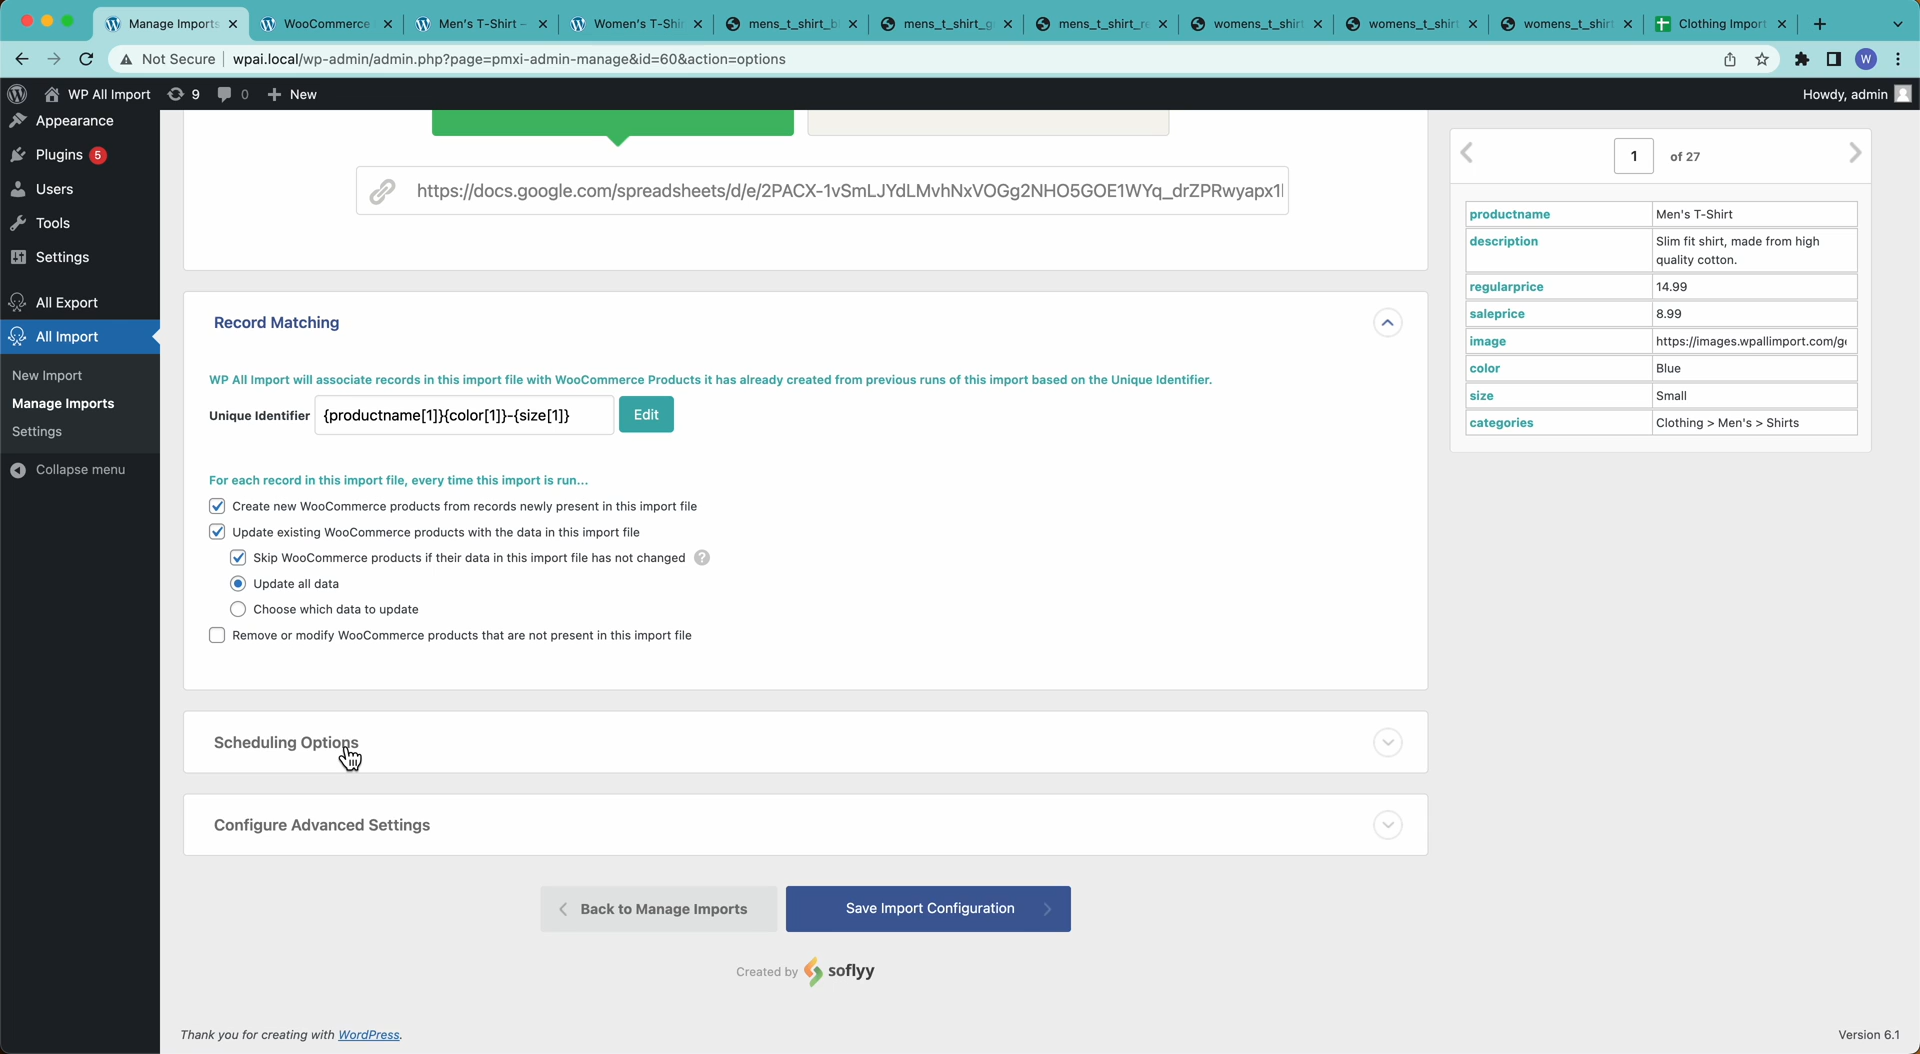 Manage Imports
WooCommerce
Men's T-Shirt –
Women's T-Shi
mens_t_shirt_b
mens_t_shirt_g
mens_t_shirt_re
womens_t_shirt
womens_t_shirt
womens_t_shirt
Clothing Import
Not Secure
wpai.local/wp-admin/admin.php?page=pmxi-admin-manage&id=60&action=options
W
WP All Import
9
0
New
Howdy, admin
Appearance
Plugins 5
Users
Tools
Settings
All Export
All Import
New Import
Manage Imports
Settings
Collapse menu
https://docs.google.com/spreadsheets/d/e/2PACX-1vSmLJYdLMvhNxVOGg2NHO5GOE1WYq_drZPRwyapx1
Record Matching
WP All Import will associate records in this import file with WooCommerce Products it has already created from previous runs of this import based on the Unique Identifier.
Unique Identifier {productname[1]}{color[1]}-{size[1]} Edit
For each record in this import file, every time this import is run...
Create new WooCommerce products from records newly present in this import file
Update existing WooCommerce products with the data in this import file
Skip WooCommerce products if their data in this import file has not changed ?
Update all data
Choose which data to update
Remove or modify WooCommerce products that are not present in this import file
Scheduling Options
Configure Advanced Settings
Back to Manage Imports
Save Import Configuration
Created by soflyy
Thank you for creating with WordPress.
Version 6.1
1 of 27
productname Men's T-Shirt
description Slim fit shirt, made from high
quality cotton.
regularprice 14.99
saleprice 8.99
image https://images.wpallimport.com/g
color Blue
size Small
categories Clothing > Men's > Shirts